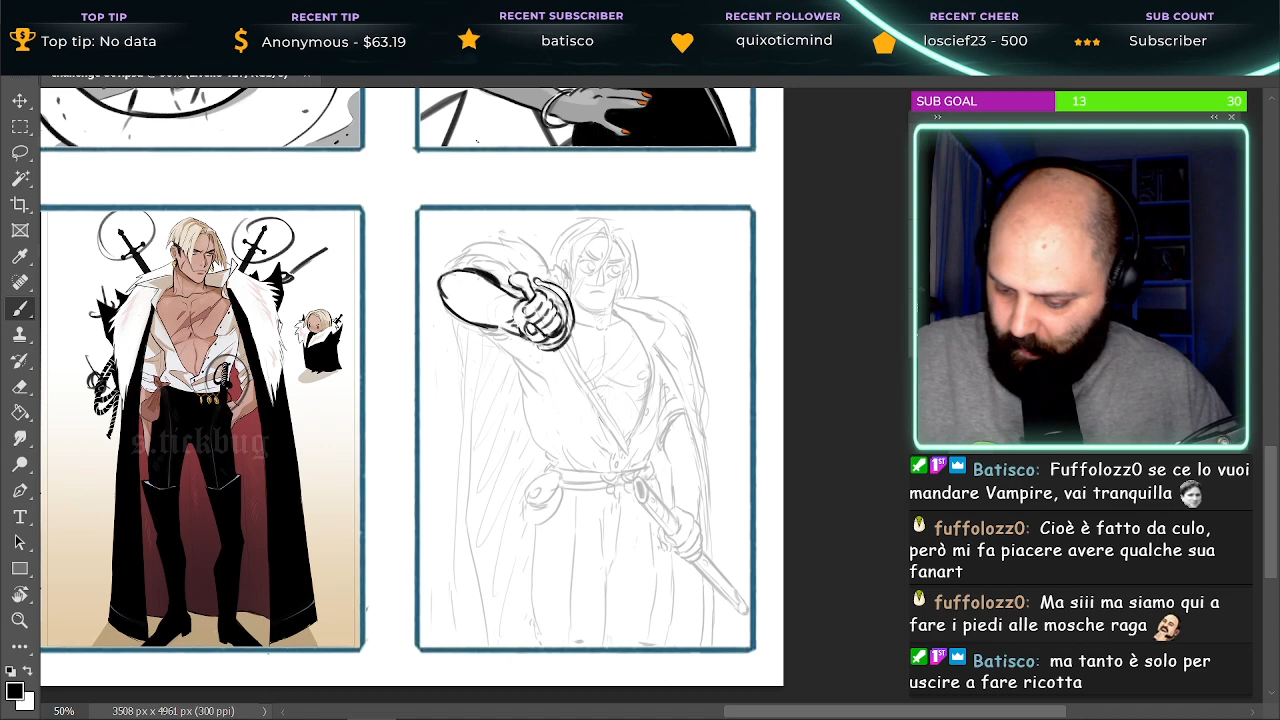 TOP TIP
Top tip: No data
RECENT TIP
Anonymous - $63.19
RECENT SUBSCRIBER
batisco
RECENT FOLLOWER
quixoticmind
RECENT CHEER
loscief23 - 500
SUB COUNT
Subscriber
SUB GOAL
13
30
s.tickbug
Batisco: Fuffolozz0 se ce lo vuoi
mandare Vampire, vai tranquilla
fuffolozz0: Cioè è fatto da culo,
però mi fa piacere avere qualche sua
fanart
fuffolozz0: Ma siii ma siamo qui a
fare i piedi alle mosche raga
Batisco: ma tanto è solo per
uscire a fare ricotta
50%
3508 px x 4961 px (300 ppi)